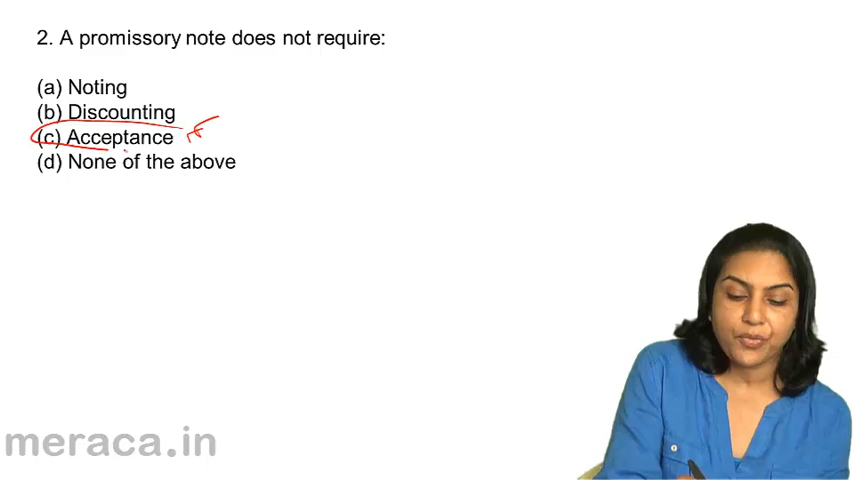 2. A promissory note does not require:
(a) Noting
(b) Discounting
(c) Acceptance
(d) None of the above
meraca.in